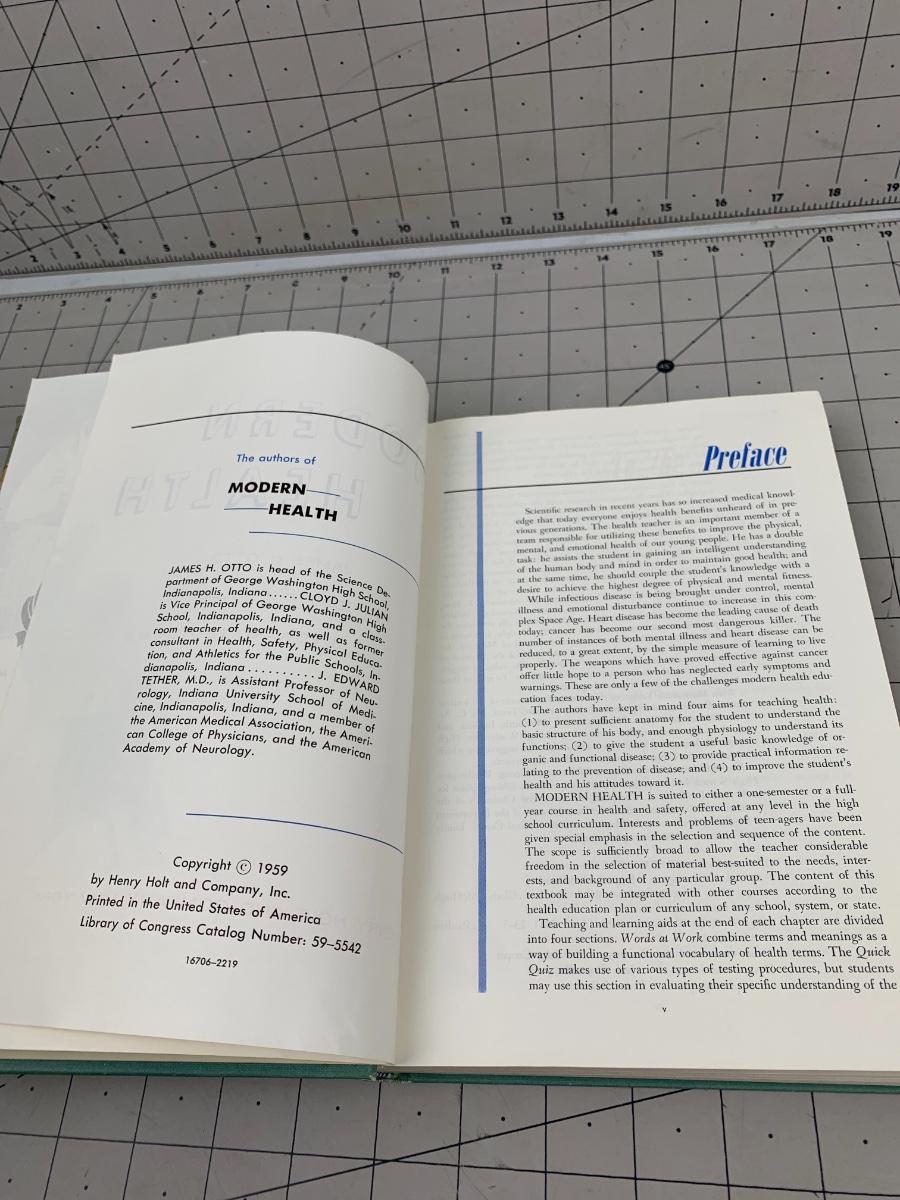 The authors of
MODERN
HEALTH
JAMES H. OTTO is head of the Science De-
partment of George Washington High School,
Indianapolis, Indiana......CLOYD J. JULIAN
is Vice Principal of George Washington High
School, Indianapolis, Indiana, and a class-
room teacher of health, as well as former
consultant in Health, Safety, Physical Educa-
tion, and Athletics for the Public Schools, In-
dianapolis, Indiana.........J. EDWARD
TETHER, M.D., is Assistant Professor of Neu-
rology, Indiana University School of Medi-
cine, Indianapolis, Indiana, and a member of
the American Medical Association, the Ameri-
can College of Physicians, and the American
Academy of Neurology.
Copyright © 1959
by Henry Holt and Company, Inc.
Printed in the United States of America
Library of Congress Catalog Number: 59–5542
16706–2219
Preface
Scientific research in recent years has so increased medical knowl-
edge that today everyone enjoys health benefits unheard of in pre-
vious generations. The health teacher is an important member of a
team responsible for utilizing these benefits to improve the physical,
mental, and emotional health of our young people. He has a double
task: he assists the student in gaining an intelligent understanding
of the human body and mind in order to maintain good health; and
at the same time, he should couple the student's knowledge with a
desire to achieve the highest degree of physical and mental fitness.
While infectious disease is being brought under control, mental
illness and emotional disturbance continue to increase in this com-
plex Space Age. Heart disease has become the leading cause of death
today; cancer has become our second most dangerous killer. The
number of instances of both mental illness and heart disease can be
reduced, to a great extent, by the simple measure of learning to live
properly. The weapons which have proved effective against cancer
offer little hope to a person who has neglected early symptoms and
warnings. These are only a few of the challenges modern health edu-
cation faces today.
The authors have kept in mind four aims for teaching health:
(1) to present sufficient anatomy for the student to understand the
basic structure of his body, and enough physiology to understand its
functions; (2) to give the student a useful basic knowledge of or-
ganic and functional disease; (3) to provide practical information re-
lating to the prevention of disease; and (4) to improve the student's
health and his attitudes toward it.
MODERN HEALTH is suited to either a one-semester or a full-
year course in health and safety, offered at any level in the high
school curriculum. Interests and problems of teen-agers have been
given special emphasis in the selection and sequence of the content.
The scope is sufficiently broad to allow the teacher considerable
freedom in the selection of material best-suited to the needs, inter-
ests, and background of any particular group. The content of this
textbook may be integrated with other courses according to the
health education plan or curriculum of any school, system, or state.
Teaching and learning aids at the end of each chapter are divided
into four sections. Words at Work combine terms and meanings as a
way of building a functional vocabulary of health terms. The Quick
Quiz makes use of various types of testing procedures, but students
may use this section in evaluating their specific understanding of the
v